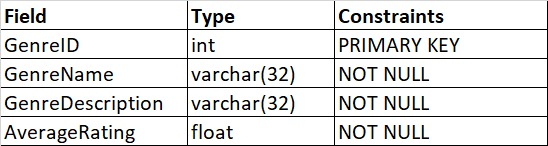 Field Type Constraints
GenreID int PRIMARY KEY
GenreName varchar(32) NOT NULL
GenreDescription varchar(32) NOT NULL
AverageRating float NOT NULL